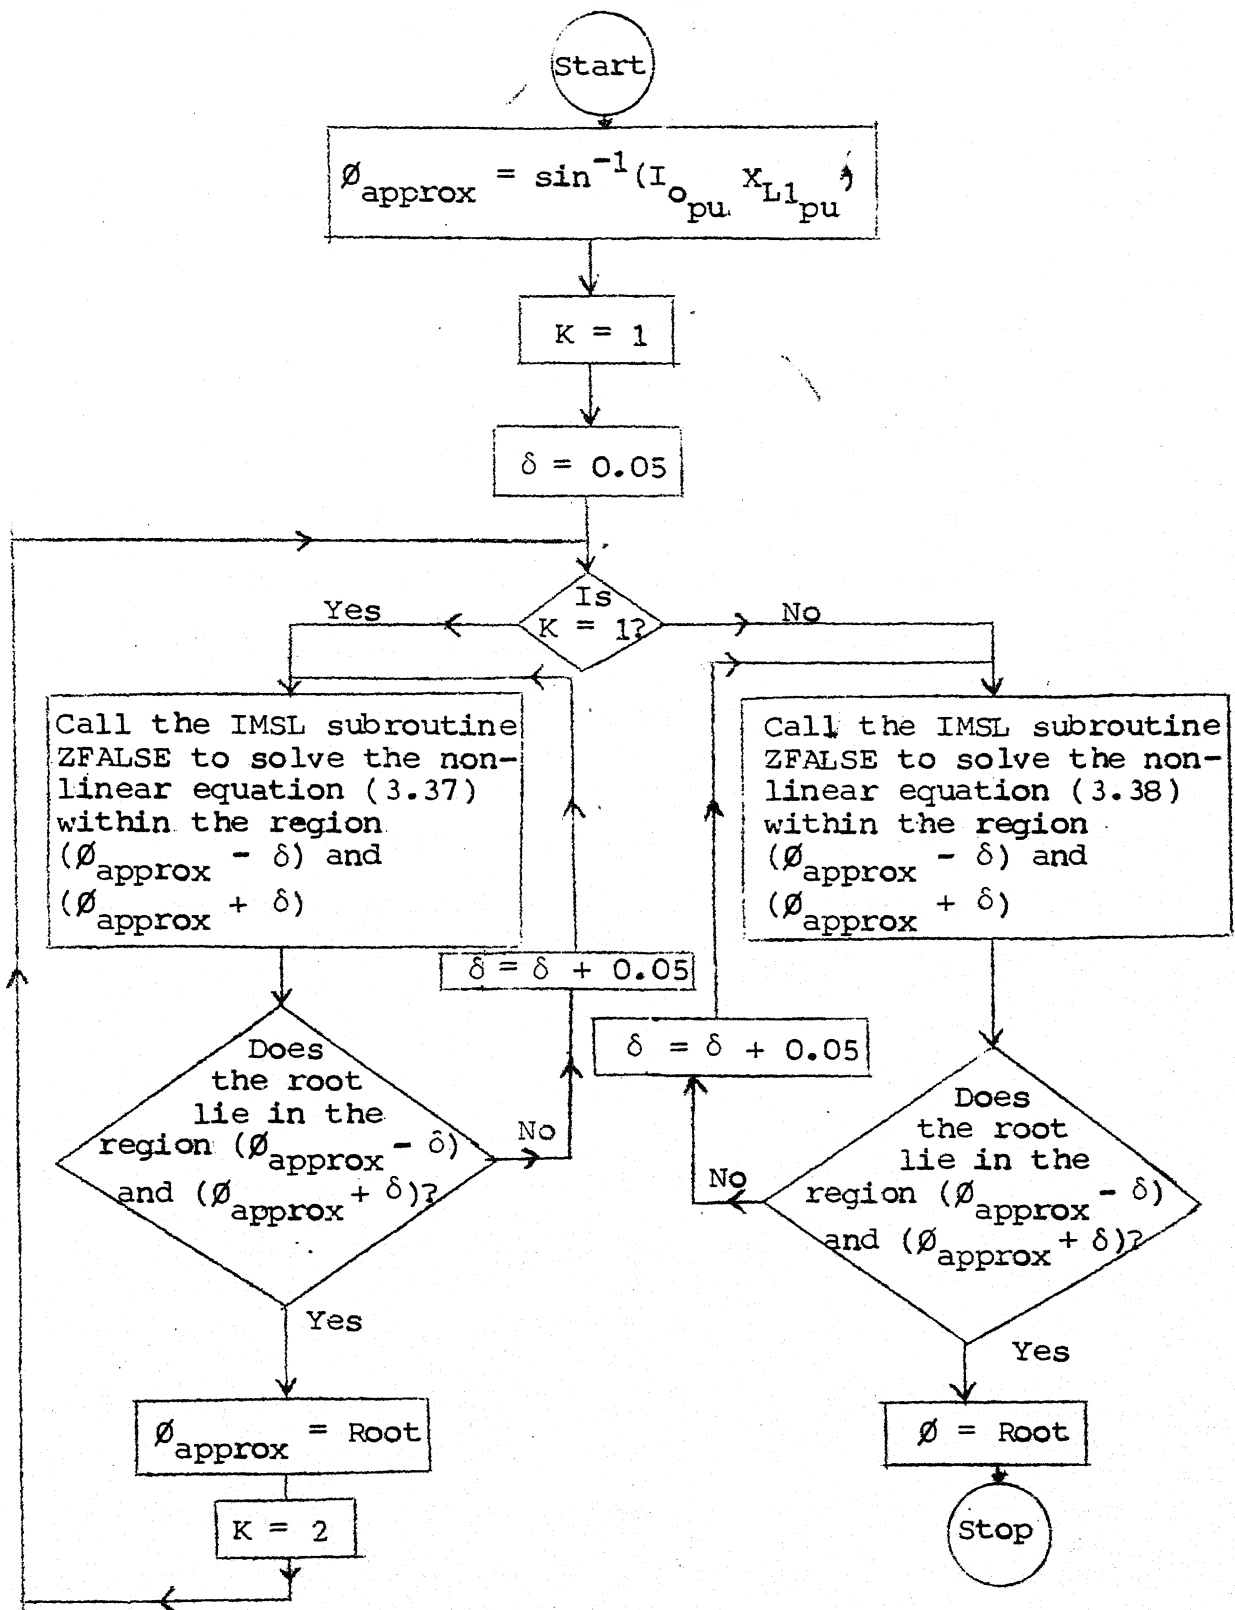 Start
Ø_approx = sin⁻¹(I_o_pu X_L1_pu)
K = 1
δ = 0.05
Is
K = 1?
Yes
No
Call the IMSL subroutine
ZFALSE to solve the non-
linear equation (3.37)
within the region
(Ø_approx - δ) and
(Ø_approx + δ)
Call the IMSL subroutine
ZFALSE to solve the non-
linear equation (3.38)
within the region
(Ø_approx - δ) and
(Ø_approx + δ)
δ = δ + 0.05
δ = δ + 0.05
Does
the root
lie in the
region (Ø_approx - δ)
and (Ø_approx + δ)?
No
Yes
Does
the root
lie in the
region (Ø_approx - δ)
and (Ø_approx + δ)?
No
Yes
Ø_approx = Root
K = 2
Ø = Root
Stop